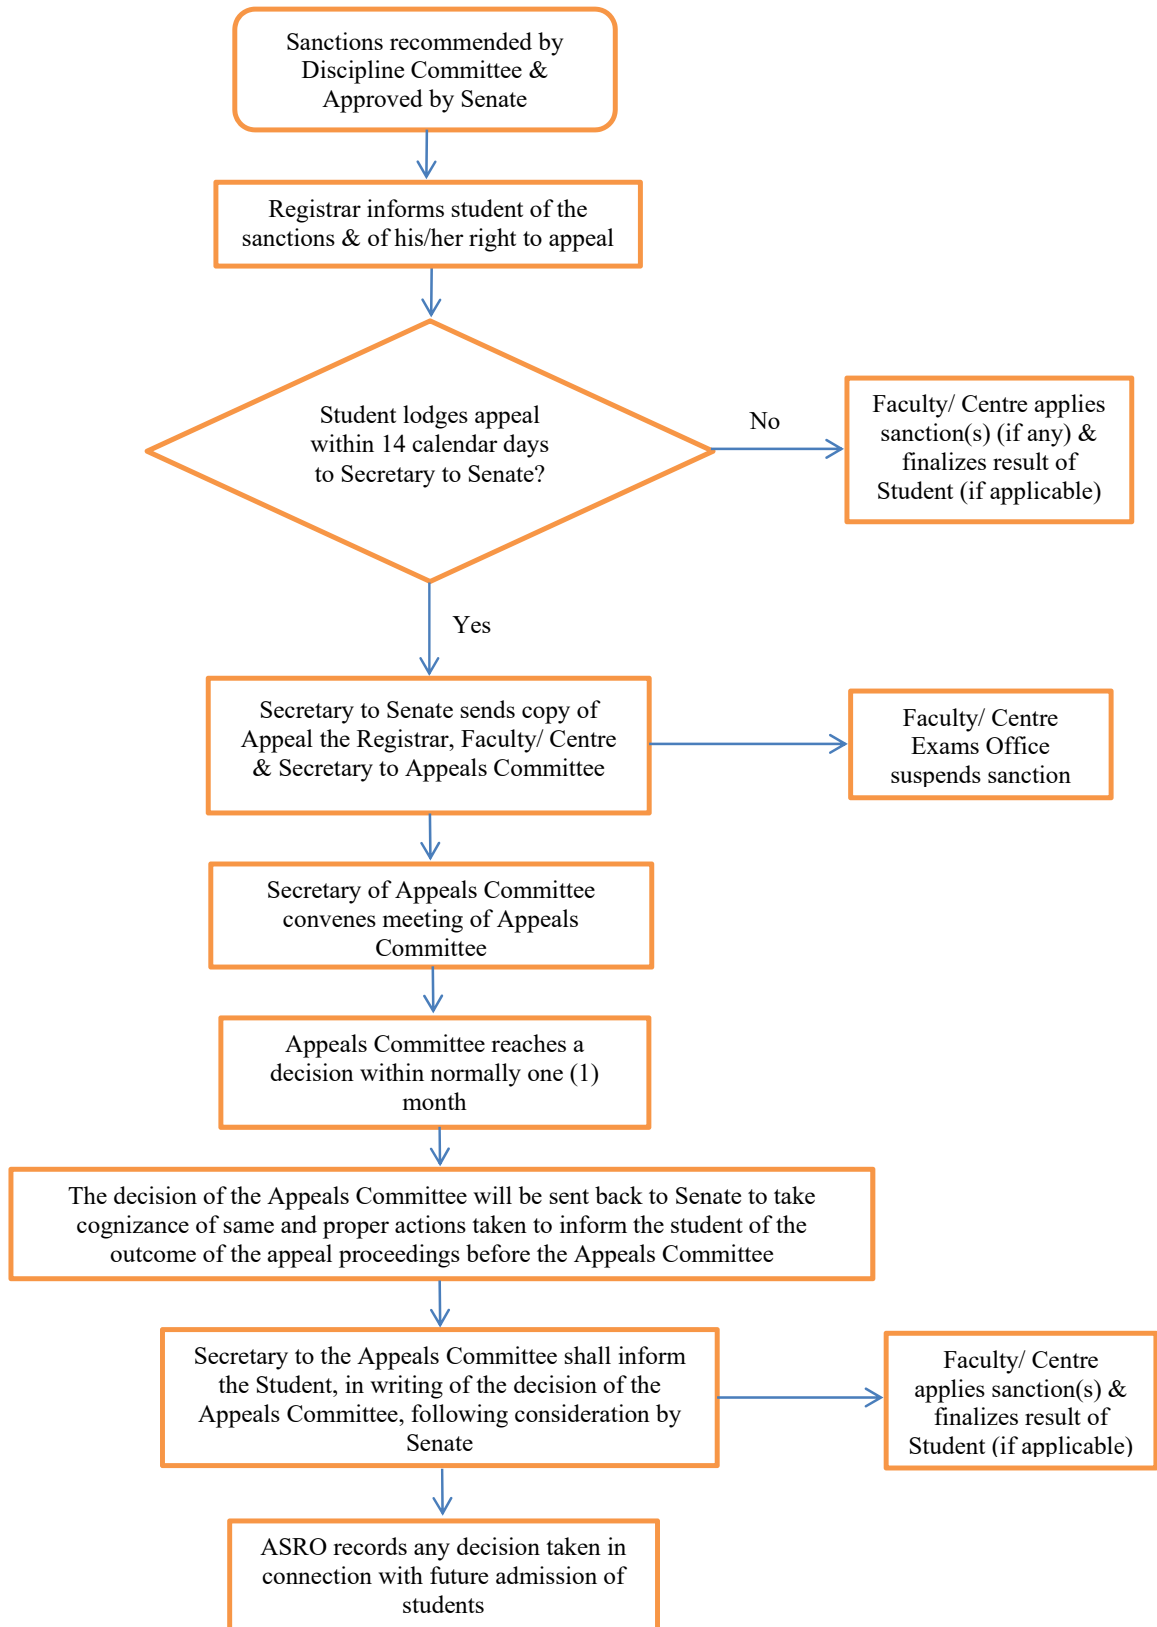 Sanctions recommended by
Discipline Committee &
Approved by Senate
Registrar informs student of the
sanctions & of his/her right to appeal
Student lodges appeal
within 14 calendar days
to Secretary to Senate?
No
Faculty/ Centre applies
sanction(s) (if any) &
finalizes result of
Student (if applicable)
Yes
Secretary to Senate sends copy of
Appeal the Registrar, Faculty/ Centre
& Secretary to Appeals Committee
Faculty/ Centre
Exams Office
suspends sanction
Secretary of Appeals Committee
convenes meeting of Appeals
Committee
Appeals Committee reaches a
decision within normally one (1)
month
The decision of the Appeals Committee will be sent back to Senate to take
cognizance of same and proper actions taken to inform the student of the
outcome of the appeal proceedings before the Appeals Committee
Secretary to the Appeals Committee shall inform
the Student, in writing of the decision of the
Appeals Committee, following consideration by
Senate
Faculty/ Centre
applies sanction(s) &
finalizes result of
Student (if applicable)
ASRO records any decision taken in
connection with future admission of
students